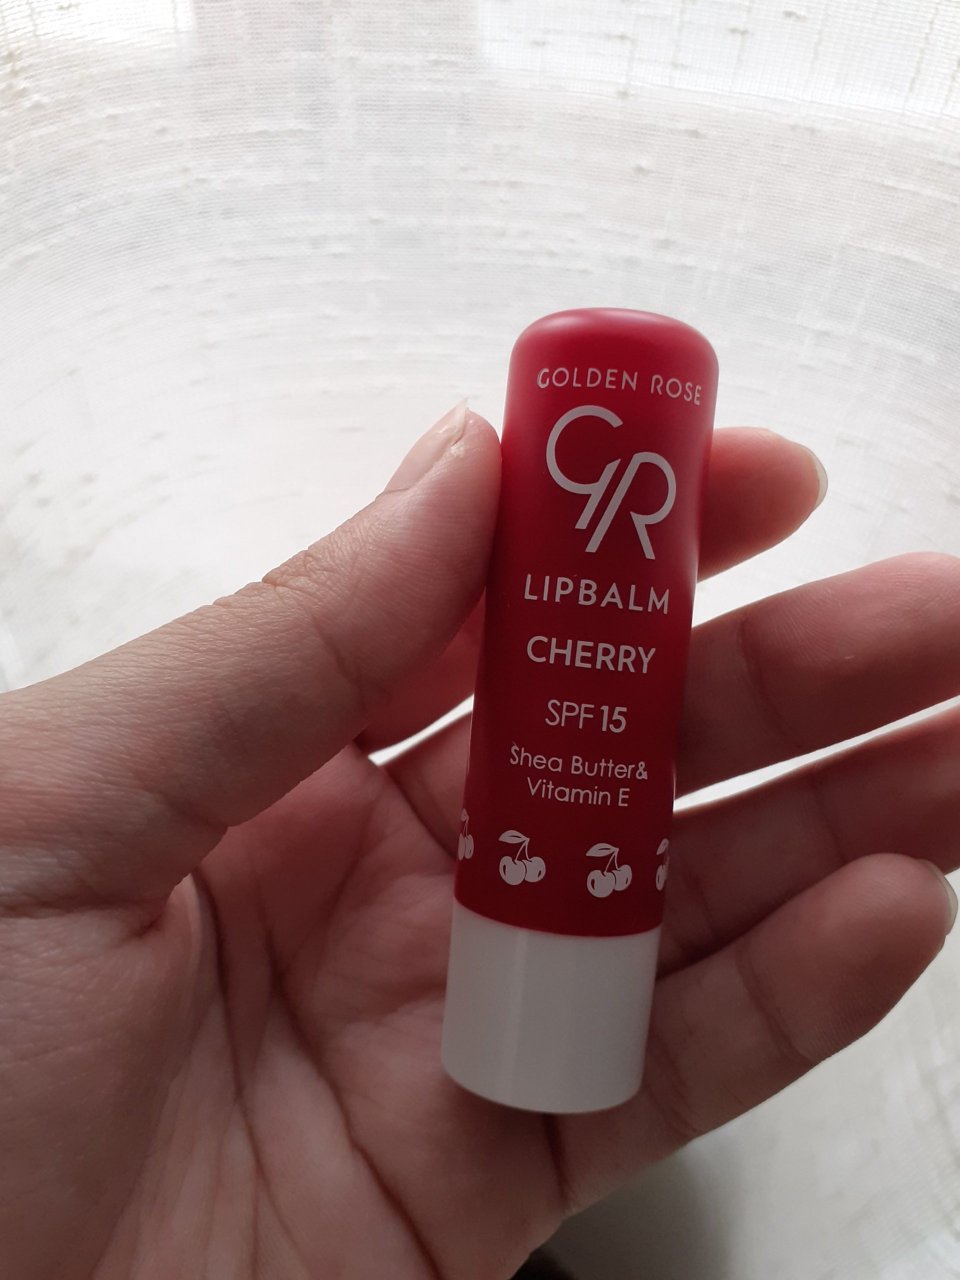 GOLDEN ROSE
GR
LIPBALM
CHERRY
SPF 15
Shea Butter&
Vitamin E